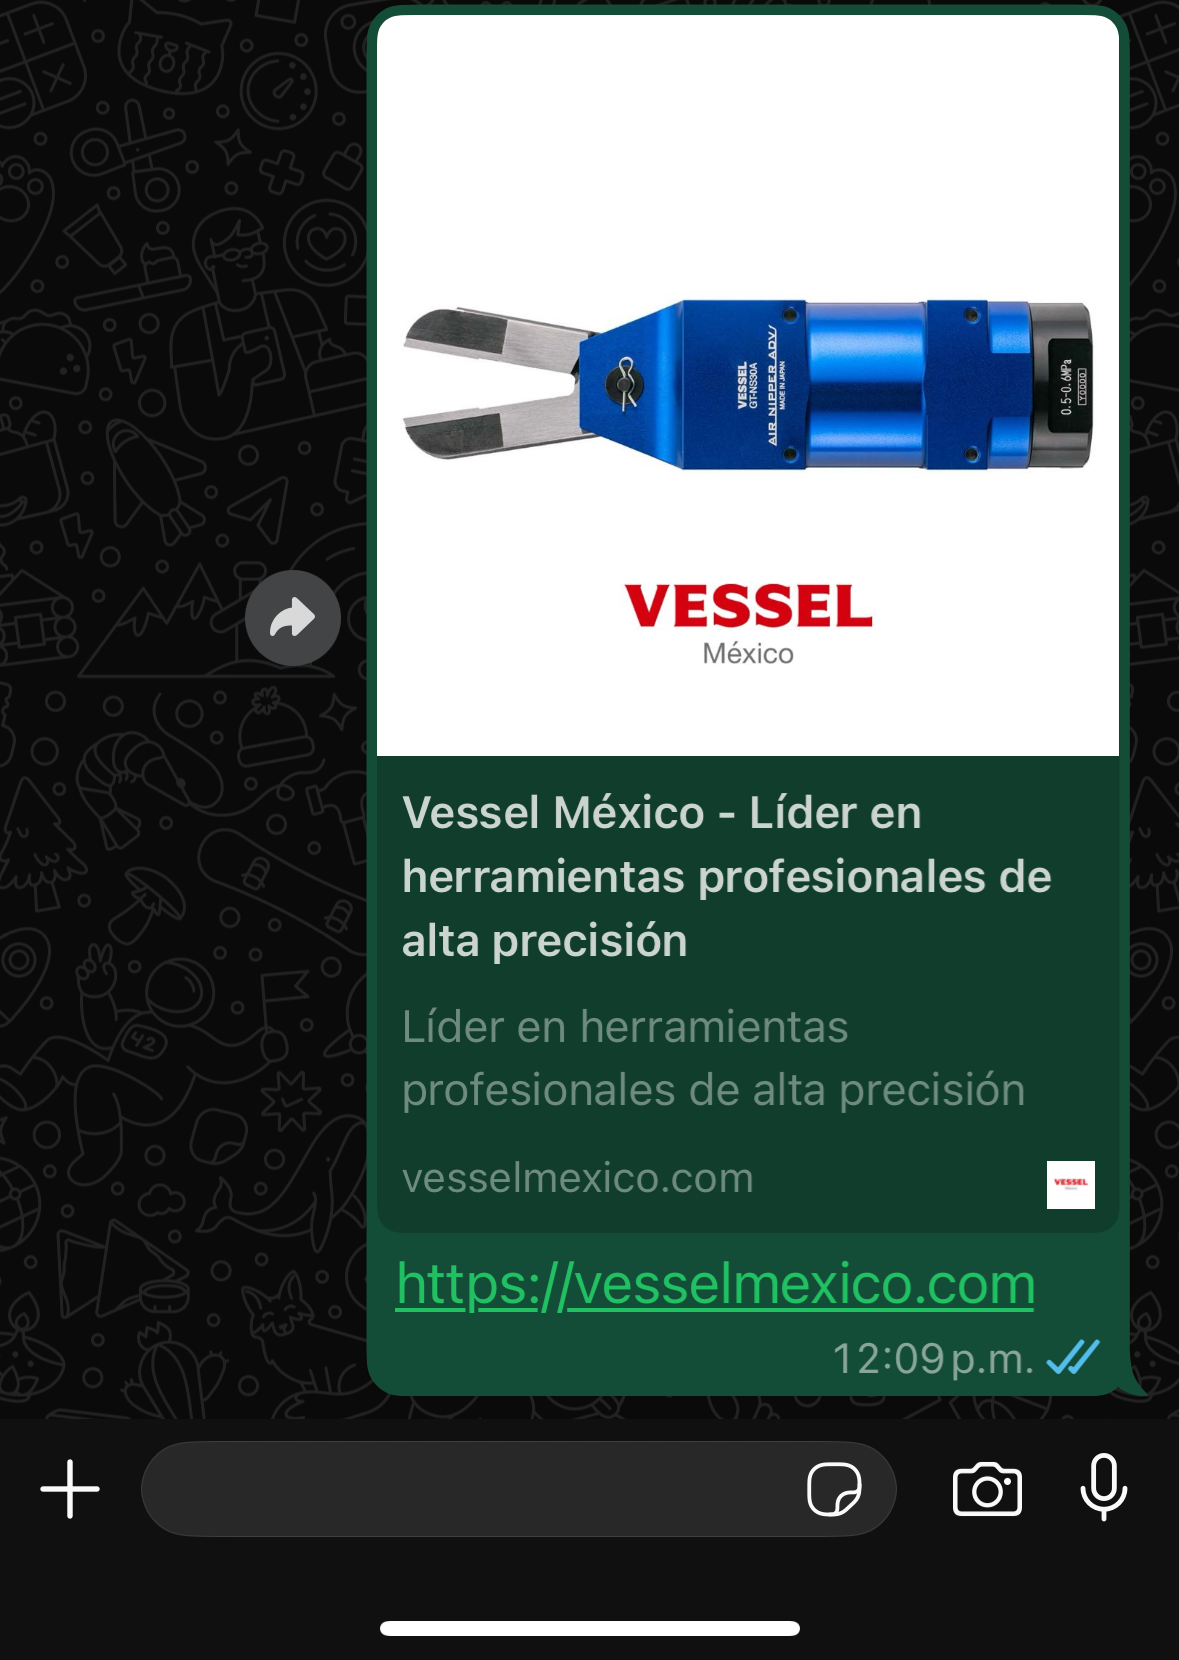 VESSEL
GT-NS30A
AIR NIPPER ADV
MADE IN JAPAN
0.5~0.6MPa
VESSEL
México
Vessel México - Líder en
herramientas profesionales de
alta precisión
Líder en herramientas
profesionales de alta precisión
vesselmexico.com
VESSEL
https://vesselmexico.com
12:09 p.m.
42